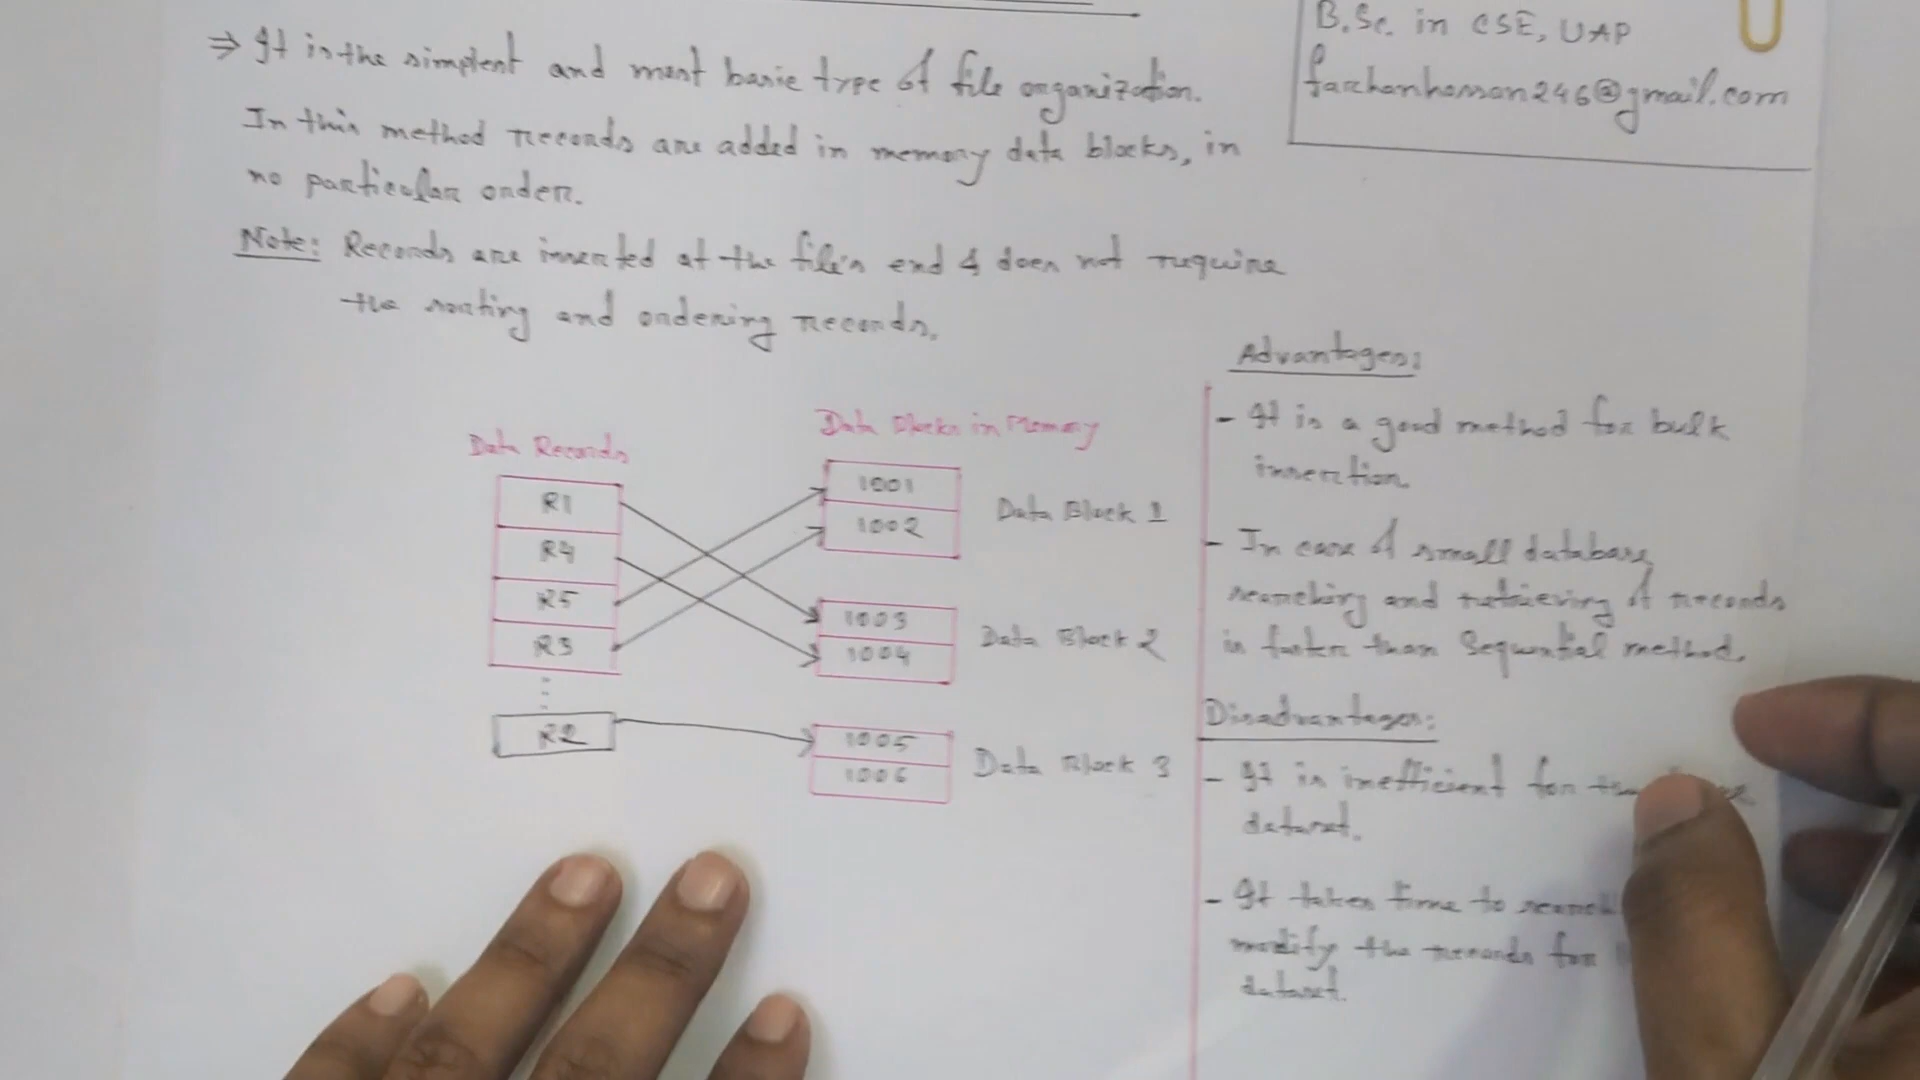 ⇒ It is the simplest and most basic type of file organization.
In this method records are added in memory data blocks, in
no particular order.
Note: Records are inserted at the file's end & does not require
the sorting and ordering records.
B.Sc. in CSE, UAP
farhanhossan246@gmail.com
Data Records
R1
R4
R5
R3
R2
Data Blocks in Memory
1001
1002
Data Block 1
1003
1004
Data Block 2
1005
1006
Data Block 3
Advantages:
- It is a good method for bulk
insertion.
- In case of small database,
searching and retrieving of records
is faster than Sequential method.
Disadvantages:
- It is inefficient for the
dataset.
- It takes time to search
modify the records for
dataset.